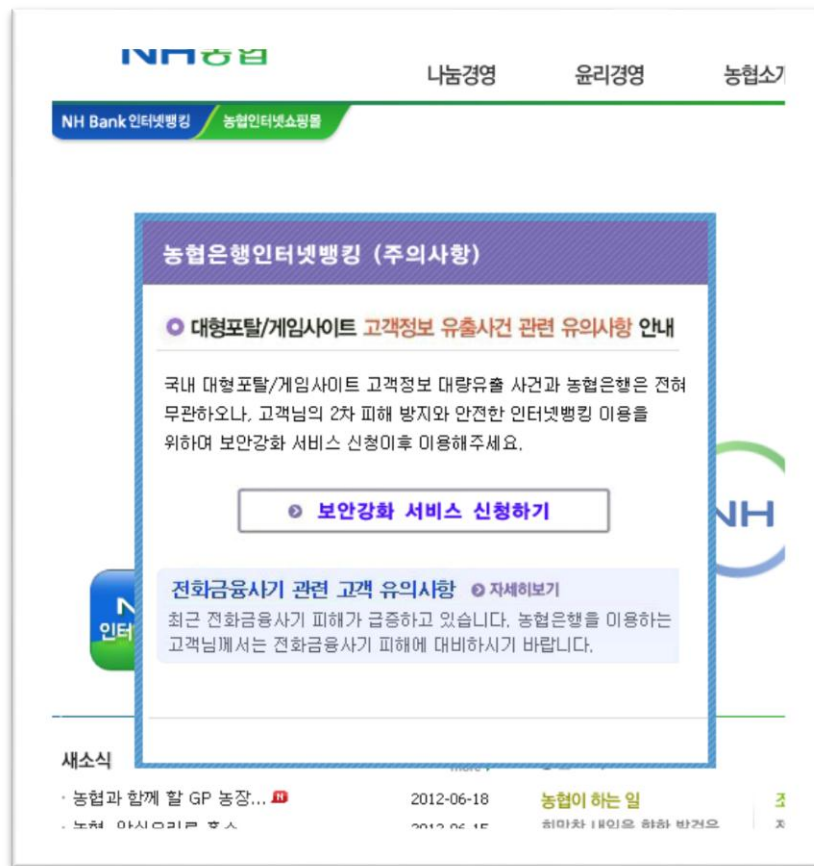 NH농협
나눔경영 윤리경영 농협소개
NH Bank 인터넷뱅킹 농협인터넷쇼핑몰
농협은행인터넷뱅킹 (주의사항)
대형포탈/게임사이트 고객정보 유출사건 관련 유의사항 안내
국내 대형포탈/게임사이트 고객정보 대량유출 사건과 농협은행은 전혀
무관하오나, 고객님의 2차 피해 방지와 안전한 인터넷뱅킹 이용을
위하여 보안강화 서비스 신청이후 이용해주세요.
보안강화 서비스 신청하기
NH
전화금융사기 관련 고객 유의사항 자세히보기
최근 전화금융사기 피해가 급증하고 있습니다. 농협은행을 이용하는
고객님께서는 전화금융사기 피해에 대비하시기 바랍니다.
N
인터
새소식
· 농협과 함께 할 GP 농장... N 2012-06-18 농협이 하는 일
2012-06-15